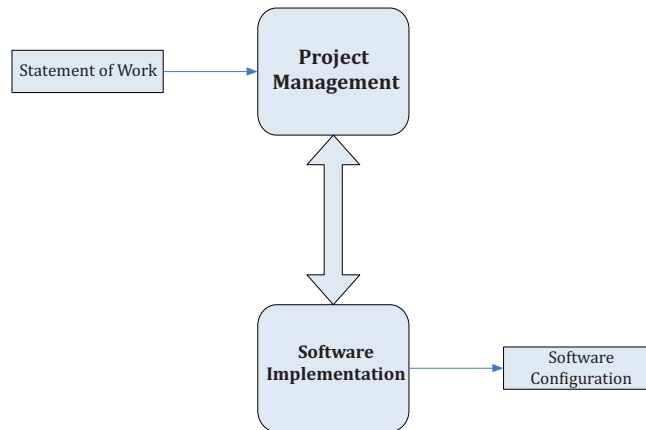 Project
Management
Statement of Work
Software
Implementation
Software
Configuration